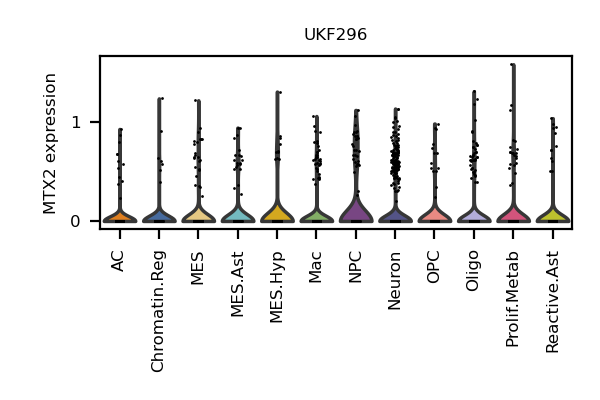 UKF296
MTX2 expression
1
0
AC
Chromatin.Reg
MES
MES.Ast
MES.Hyp
Mac
NPC
Neuron
OPC
Oligo
Prolif.Metab
Reactive.Ast